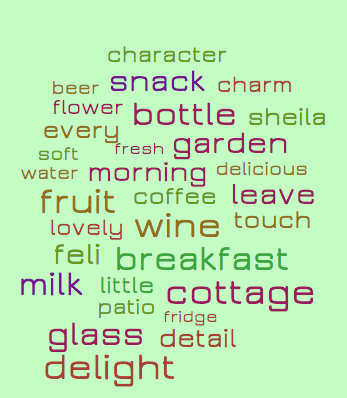 character
beer snack charm
flower bottle sheila
every fresh garden
soft morning delicious
water
fruit coffee leave
lovely wine touch
feli breakfast
milk little cottage
patio fridge
glass detail
delight